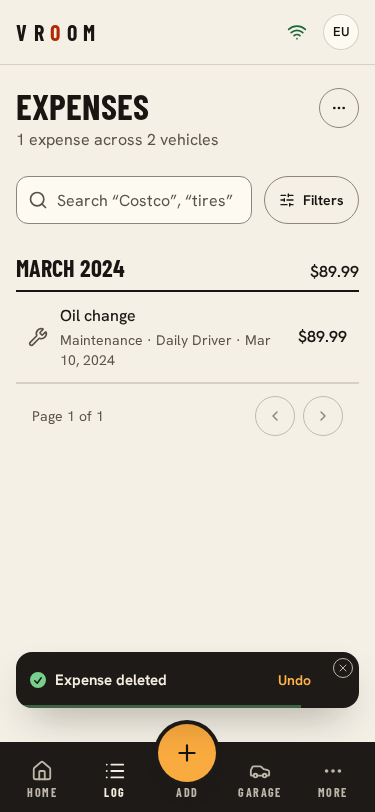 VROOM
EU
EXPENSES
1 expense across 2 vehicles
Search “Costco”, “tires”
Filters
MARCH 2024
$89.99
Oil change
Maintenance · Daily Driver · Mar
10, 2024
$89.99
Page 1 of 1
Expense deleted
Undo
HOME
LOG
ADD
GARAGE
MORE